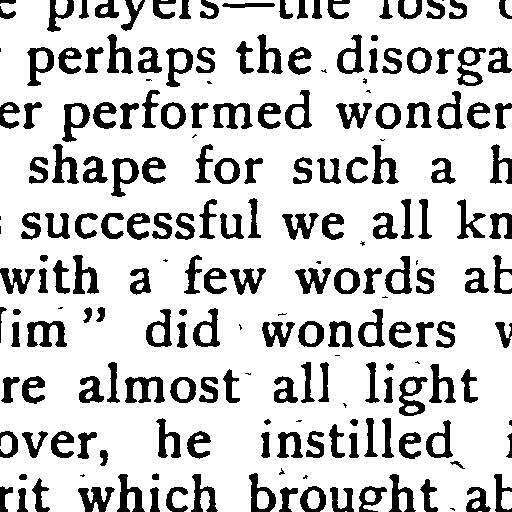 players—the loss
perhaps the disorga
er performed wonder
shape for such a h
successful we all kn
with a few words ab
Jim" did wonders w
re almost all light
over, he instilled i
rit which brought ab